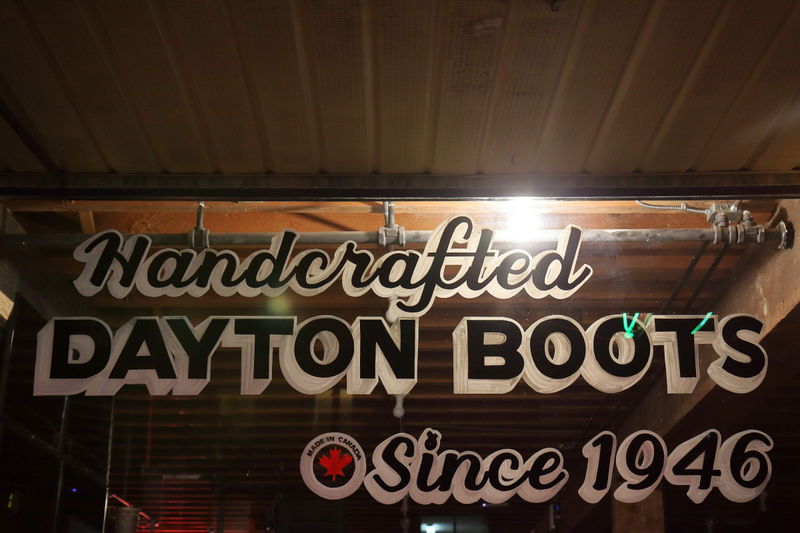 Handcrafted
DAYTON BOOTS
MADE IN CANADA
Since 1946